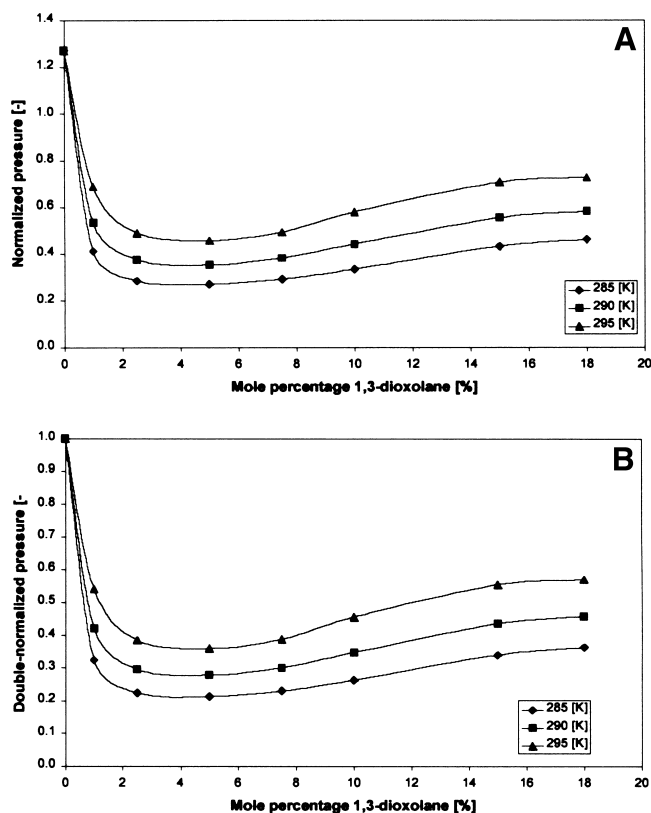 A
1.4
1.2
1.0
0.8
0.6
0.4
0.2
0.0
Normalized pressure [-]
285 [K]
290 [K]
295 [K]
0 2 4 6 8 10 12 14 16 18 20
Mole percentage 1,3-dioxolane [%]
B
1.0
0.9
0.8
0.7
0.6
0.5
0.4
0.3
0.2
0.1
0.0
Double-normalized pressure [-
285 [K]
290 [K]
295 [K]
0 2 4 6 8 10 12 14 16 18 20
Mole percentage 1,3-dioxolane [%]